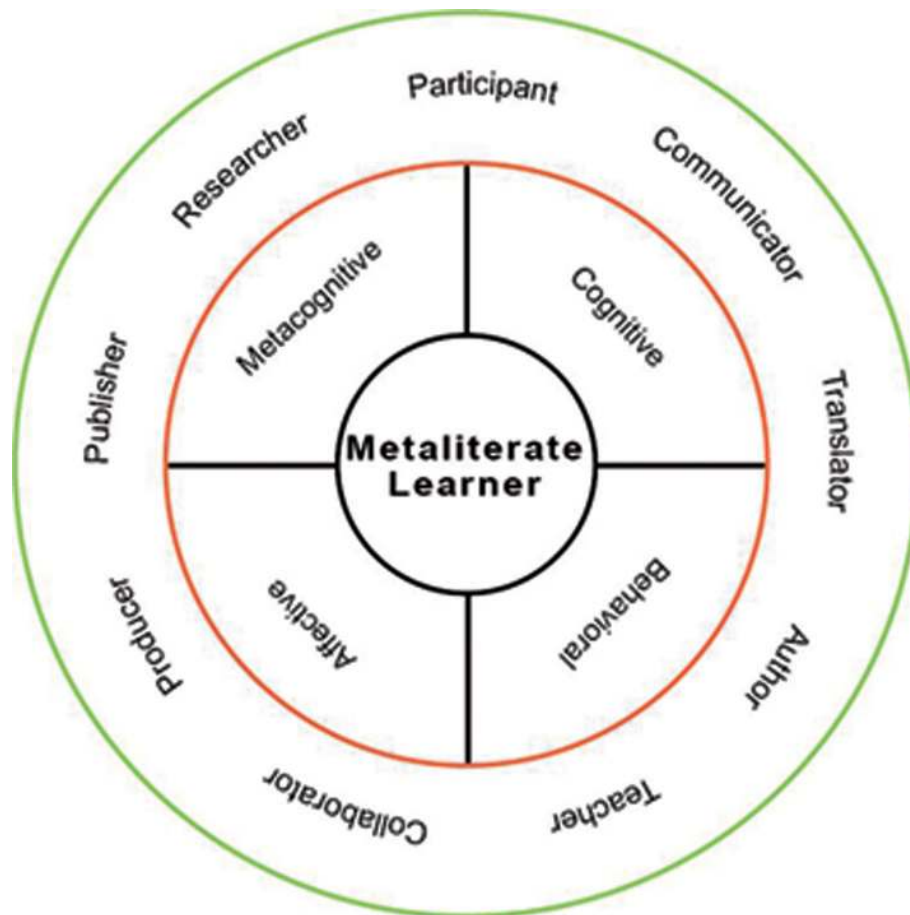 Participant
Communicator
Translator
Author
Teacher
Collaborator
Producer
Publisher
Researcher
Metacognitive
Cognitive
Behavioral
Affective
Metaliterate
Learner